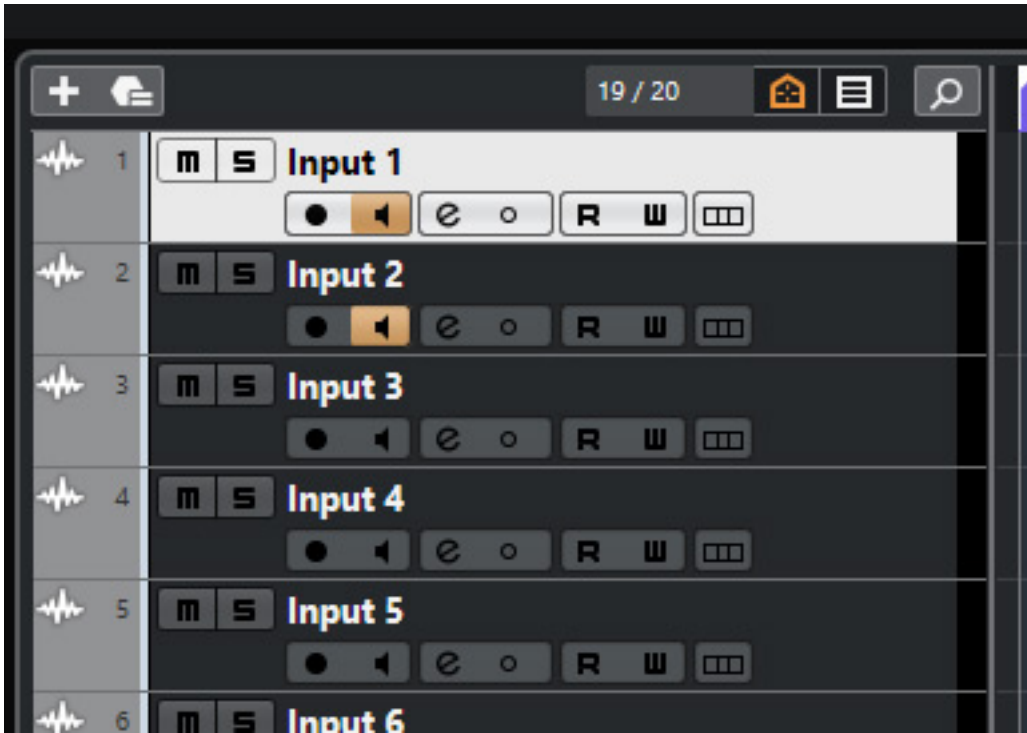 19 / 20
1 M S Input 1
e R W
2 M S Input 2
e R W
3 M S Input 3
e R W
4 M S Input 4
e R W
5 M S Input 5
e R W
6 M S Input 6